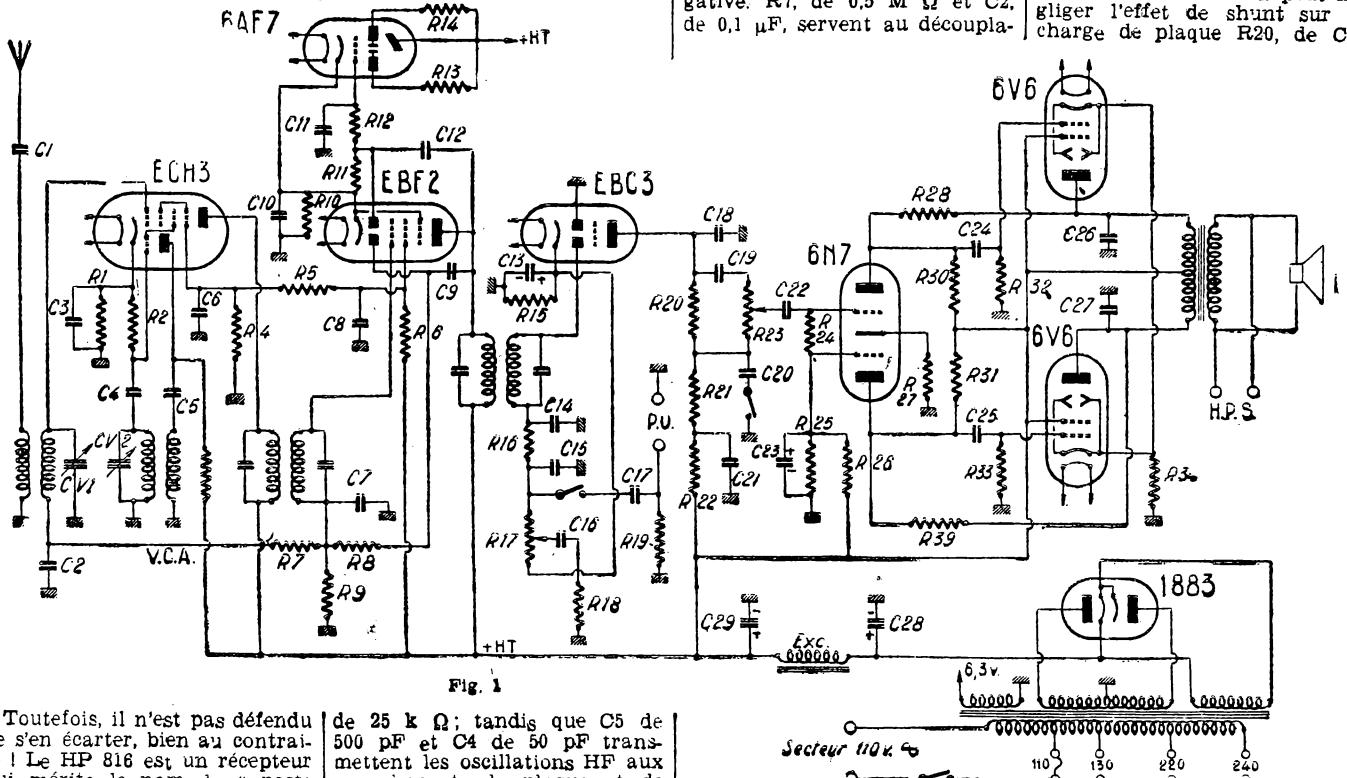 gative. R7, de 0,5 M Ω et C2,
de 0,1 µF, servent au découpla-
gliger l'effet de shunt sur
charge de plaque R20, de C
6AF7
R14
+HT
R13
C1
C11
R12
C12
R11
ECH3
EBF2
EBC3
C10
R10
6V6
R28
C18
C24
C26
C19
6N7
R30
R32
C27
R1
C3
R2
C6
R5
R4
C8
R6
C9
C13
- +
R15
R20
C22
R23
R24
6V6
C4
C5
C20
R21
R27
R31
C25
H.P.S.
P.U.
CV2
CV1
C7
C14
R16
C15
C17
C21
R25
C23
+
-
R26
R33
R22
R17
C16
R19
R39
C2
V.C.A.
R7
R8
R9
R18
1883
C29
-
+
C28
-
+
Exc.
+HT
6,3v.
Fig. 1
Secteur 110v.
110
130
220
240
Toutefois, il n'est pas défendu
s'en écarter, bien au contrai-
! Le HP 816 est un récepteur
mérite le nom
de 25 k Ω; tandis que C5 de
500 pF et C4 de 50 pF trans-
mettent les oscillations HF aux